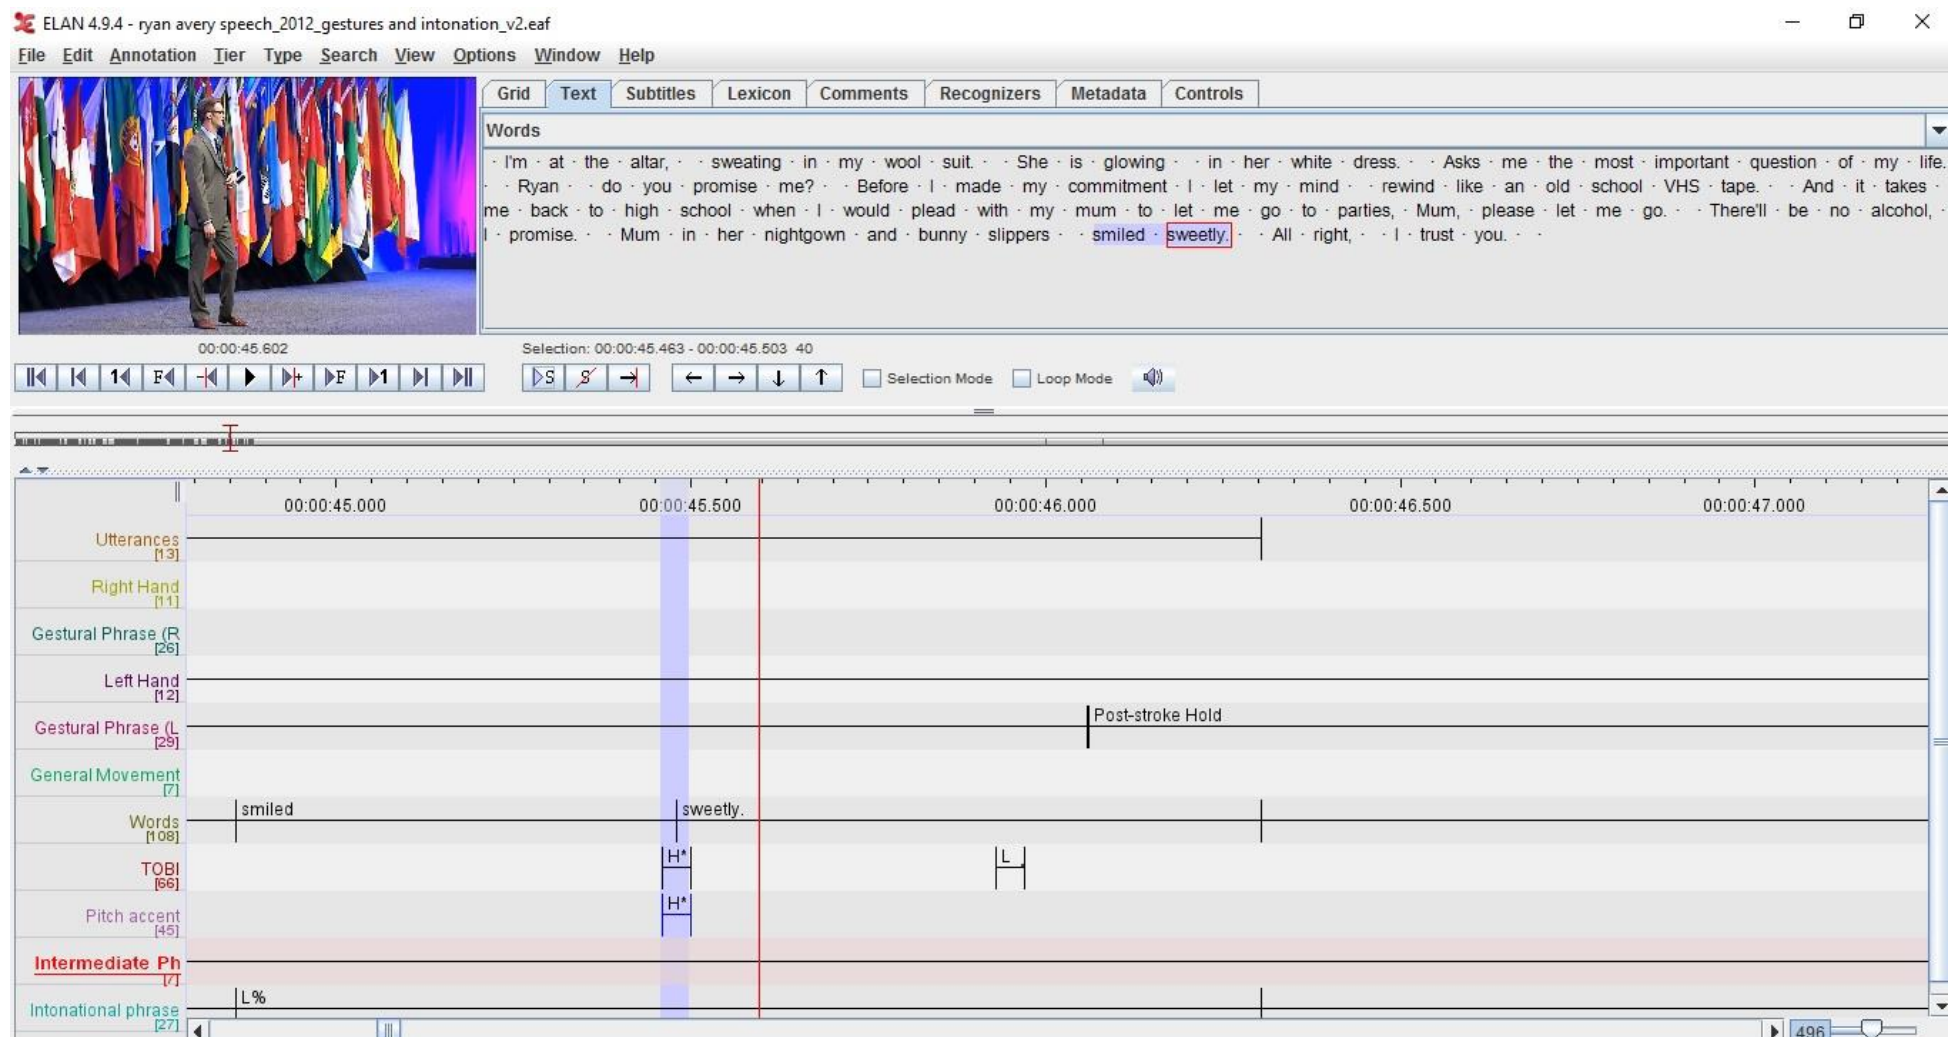 ELAN 4.9.4 - ryan avery speech_2012_gestures and intonation_v2.eaf
File Edit Annotation Tier Type Search View Options Window Help
Grid Text Subtitles Lexicon Comments Recognizers Metadata Controls
Words
· I'm · at · the · altar, · · sweating · in · my · wool · suit. · · She · is · glowing · · in · her · white · dress. · · Asks · me · the · most · important · question · of · my · life.
· · Ryan · · do · you · promise · me? · · Before · I · made · my · commitment · I · let · my · mind · · rewind · like · an · old · school · VHS · tape. · · And · it · takes ·
me · back · to · high · school · when · I · would · plead · with · my · mum · to · let · me · go · to · parties, · Mum, · please · let · me · go. · · There'll · be · no · alcohol, ·
I · promise. · · Mum · in · her · nightgown · and · bunny · slippers · · smiled · sweetly. · · All · right, · · I · trust · you. · ·
00:00:45.602
Selection: 00:00:45.463 - 00:00:45.503 40
1 F - + F 1 S S Selection Mode Loop Mode
00:00:45.000 00:00:45.500 00:00:46.000 00:00:46.500 00:00:47.000
Utterances
[13]
Right Hand
[11]
Gestural Phrase (R
[26]
Left Hand
[12]
Gestural Phrase (L Post-stroke Hold
[29]
General Movement
[7]
Words smiled sweetly.
[108]
TOBI H* L
[66]
Pitch accent H*
[45]
Intermediate Ph
[7]
Intonational phrase L%
[27]
496